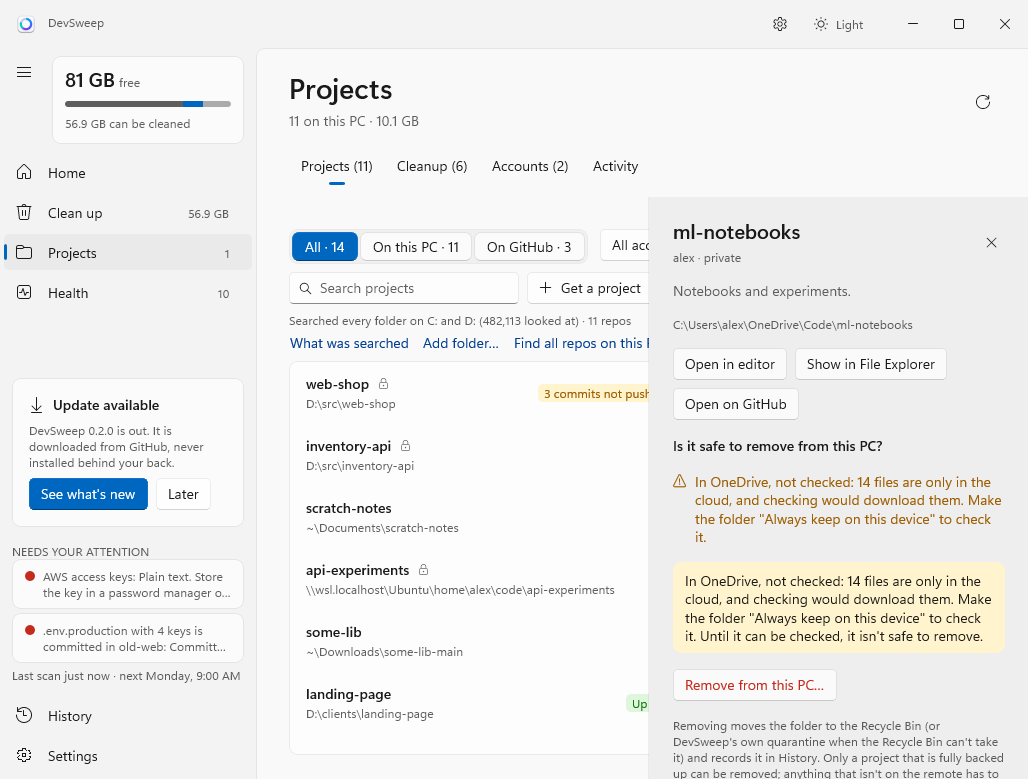 DevSweep
Light
81 GB free
56.9 GB can be cleaned
Home
Clean up 56.9 GB
Projects 1
Health 10
Update available
DevSweep 0.2.0 is out. It is
downloaded from GitHub, never
installed behind your back.
See what's new Later
NEEDS YOUR ATTENTION
AWS access keys: Plain text. Store
the key in a password manager o...
.env.production with 4 keys is
committed in old-web: Committ...
Last scan just now · next Monday, 9:00 AM
History
Settings
Projects
11 on this PC · 10.1 GB
Projects (11) Cleanup (6) Accounts (2) Activity
All · 14 On this PC · 11 On GitHub · 3 All acc
Search projects Get a project
Searched every folder on C: and D: (482,113 looked at) · 11 repos
What was searched Add folder... Find all repos on this
web-shop
3 commits not push
D:\src\web-shop
inventory-api
D:\src\inventory-api
scratch-notes
~\Documents\scratch-notes
api-experiments
\\wsl.localhost\Ubuntu\home\alex\code\api-experiments
some-lib
~\Downloads\some-lib-main
landing-page
Up
D:\clients\landing-page
ml-notebooks
alex · private
Notebooks and experiments.
C:\Users\alex\OneDrive\Code\ml-notebooks
Open in editor Show in File Explorer
Open on GitHub
Is it safe to remove from this PC?
In OneDrive, not checked: 14 files are only in the
cloud, and checking would download them. Make
the folder "Always keep on this device" to check
it.
In OneDrive, not checked: 14 files are only in the
cloud, and checking would download them. Make
the folder "Always keep on this device" to check
it. Until it can be checked, it isn't safe to remove.
Remove from this PC...
Removing moves the folder to the Recycle Bin (or
DevSweep's own quarantine when the Recycle Bin can't take
it) and records it in History. Only a project that is fully backed
up can be removed; anything that isn't on the remote has to